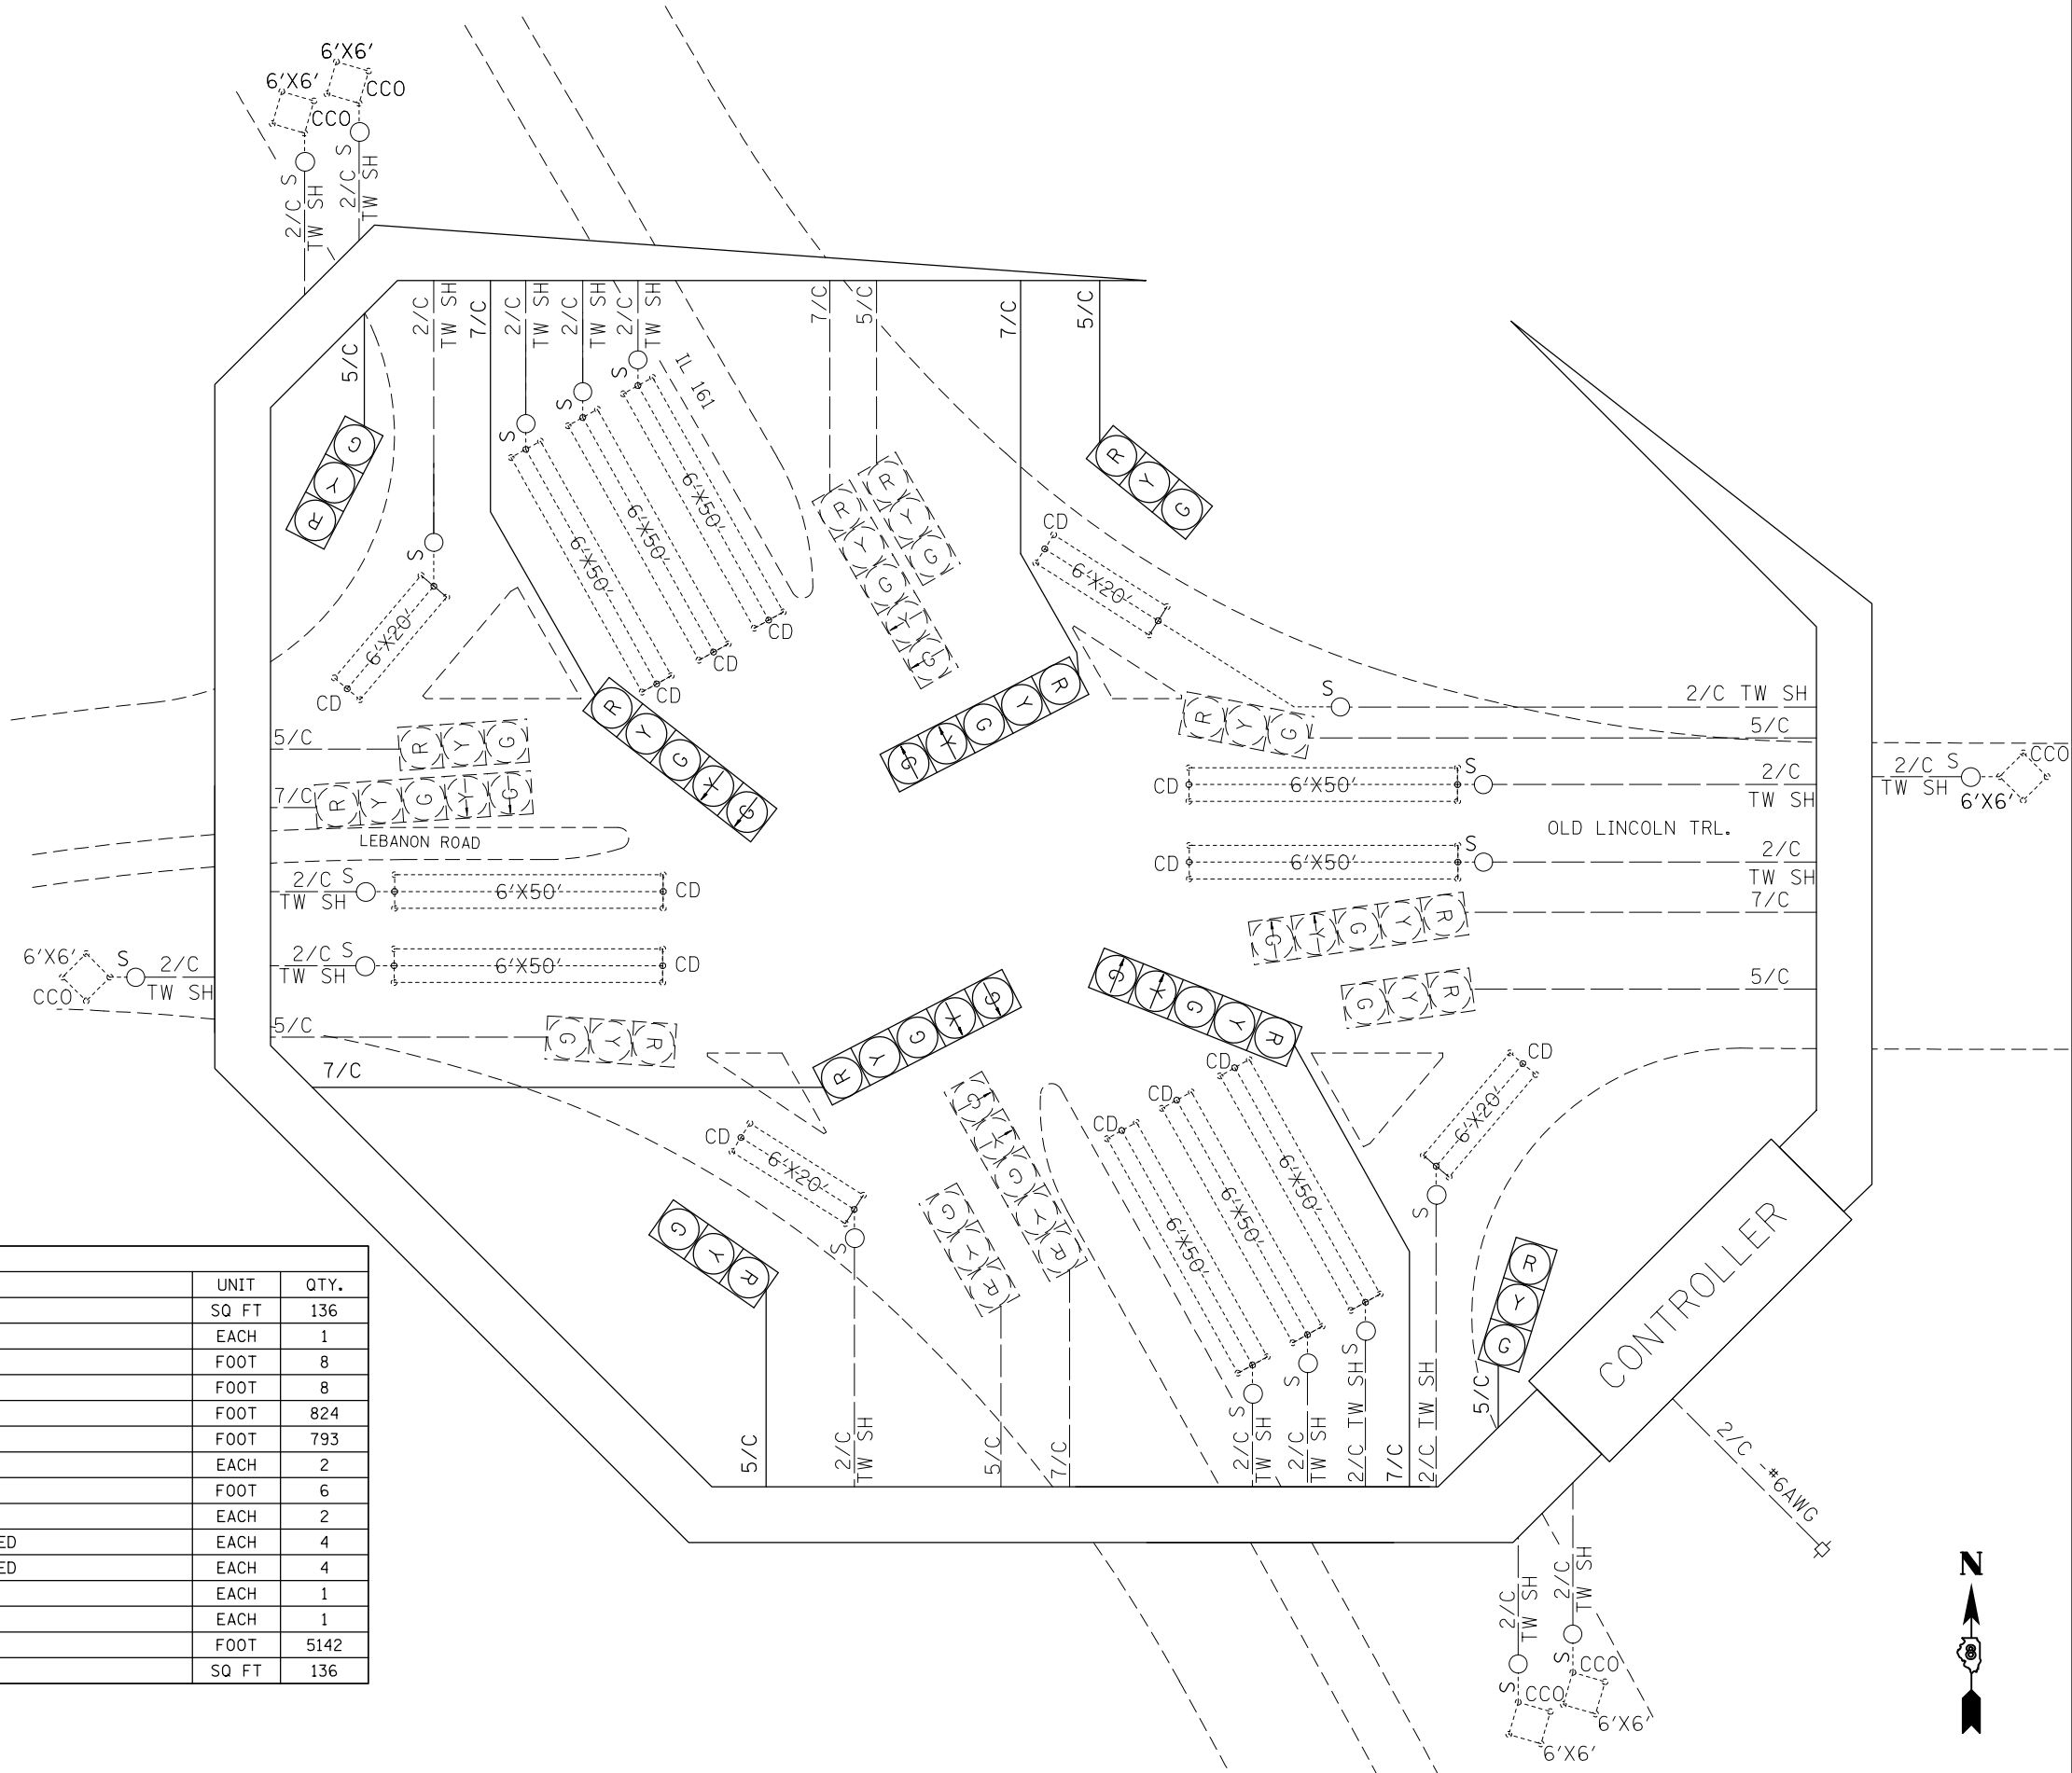 6'X6'
6'X6'
CCO
CCO
2/C S
TW SH
2/C S
TW SH
5/C
2/C
TW SH
7/C
2/C
TW SH
2/C
TW SH
2/C
TW SH
7/C
5/C
7/C
5/C
S
S
S
IL 161
G
Y
R
R
Y
G
R
Y
G
R
Y
G
Y
G
6'X50'
6'X50'
6'X50'
CD
CD
CD
S
6'X20'
CD
CD
6'X20'
S
2/C TW SH
5/C
R Y G
5/C
R Y G
7/C
R Y G Y G
R Y G Y G
G Y G Y R
LEBANON ROAD
CD
6'X50'
S
2/C
TW SH
2/C S
TW SH
CCO
6'X6'
OLD LINCOLN TRL.
CD
6'X50'
S
2/C
TW SH
7/C
2/C S
TW SH
6'X50'
CD
G Y G Y R
2/C S
TW SH
6'X50'
CD
6'X6'
CCO
S
2/C
TW SH
G Y R
5/C
5/C
G Y R
7/C
R Y G Y G
G Y G Y R
CD
6'X20'
S
G Y G Y R
G Y R
G Y R
CD
CD
CD
6'X50'
6'X50'
6'X50'
S
S
S
CD
6'X20'
S
R
Y
G
5/C
5/C
2/C
TW SH
5/C
7/C
2/C
TW SH
2/C
TW SH
2/C TW SH
7/C
2/C TW SH
CONTROLLER
2/C -#6AWG
2/C
TW SH
2/C
TW SH
S
S
CCO
CCO
6'X6'
6'X6'
N
8
UNIT QTY.
SQ FT 136
EACH 1
FOOT 8
FOOT 8
FOOT 824
FOOT 793
EACH 2
FOOT 6
EACH 2
ED EACH 4
ED EACH 4
EACH 1
EACH 1
FOOT 5142
SQ FT 136